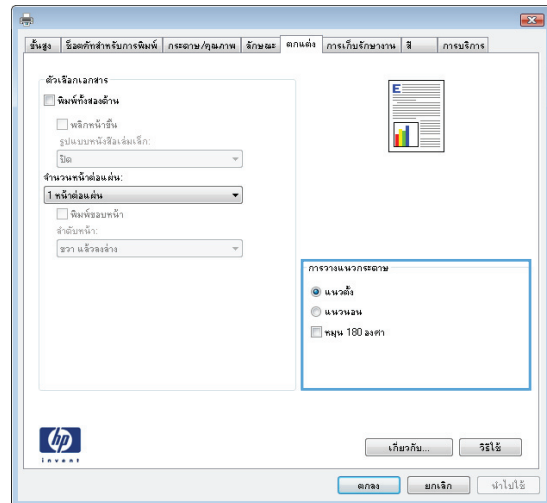 ขั้นสูง ช็อตคัทสำหรับการพิมพ์ กระดาษ/คุณภาพ ลักษณะ ตกแต่ง การเก็บรักษางาน สี การบริการ
ตัวเลือกเอกสาร
พิมพ์ทั้งสองด้าน
พลิกหน้าขึ้น
รูปแบบหนังสือเล่มเล็ก:
ปิด
จำนวนหน้าต่อแผ่น:
1 หน้าต่อแผ่น
พิมพ์ขอบหน้า
ลำดับหน้า:
ขวา แล้วลงล่าง
E
การวางแนวกระดาษ
แนวตั้ง
แนวนอน
หมุน 180 องศา
hp
invent
เกี่ยวกับ... วิธีใช้
ตกลง ยกเลิก นำไปใช้